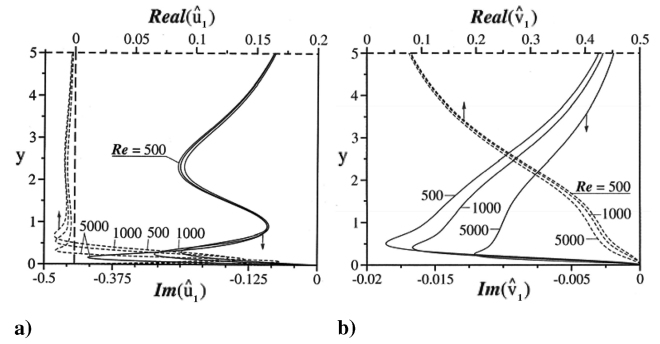 Real(û₁)
0 0.05 0.1 0.15 0.2
5
4
3
y
2
1
0
Re = 500
5000 1000 500 1000
-0.5 -0.375 -0.125 0
Im(û₁)
a)
Real(v̂₁)
0 0.1 0.2 0.3 0.4 0.5
5
4
3
y
2
1
0
Re = 500
500
1000
1000
5000
5000
-0.02 -0.015 -0.005 0
Im(v̂₁)
b)